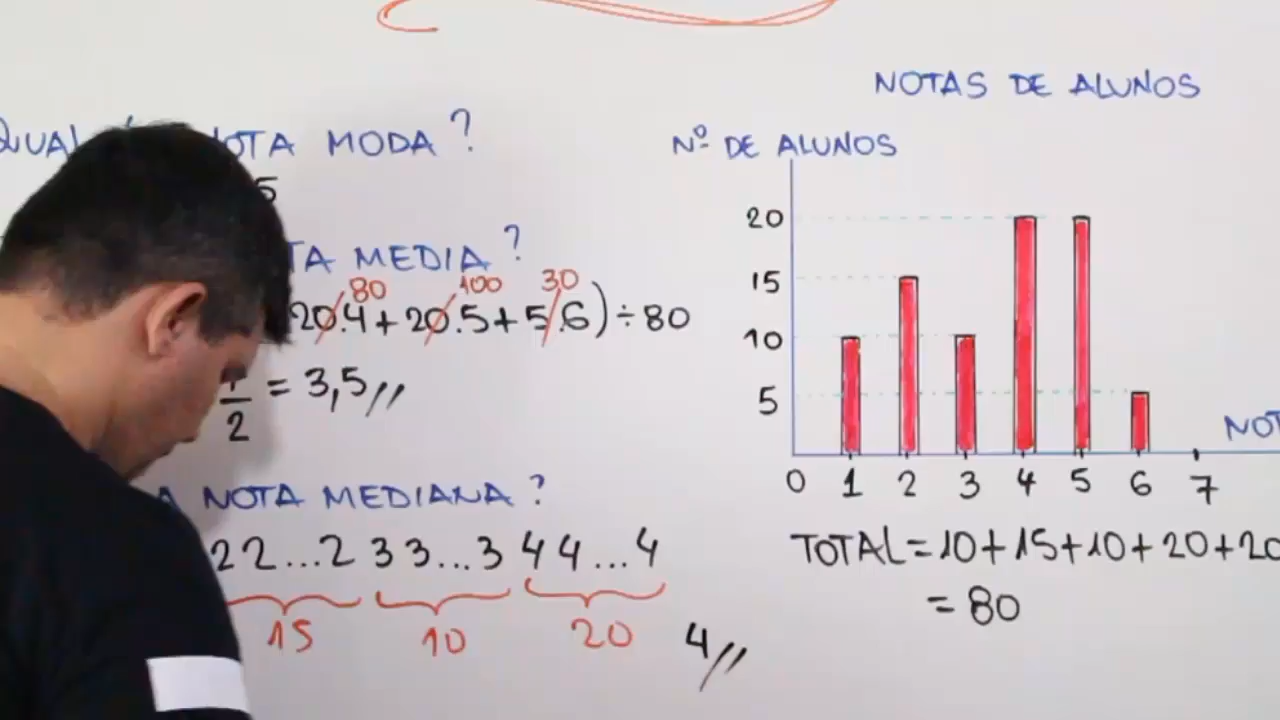 NOTAS DE ALUNOS
QUAL NOTA MODA?
5
MEDIA?
80 100 30
20.4+20.5+5.6)÷80
2 = 3,5//
A NOTA MEDIANA?
22...2 33...3 44...4
15 10 20 4//
Nº DE ALUNOS
20
15
10
5
0 1 2 3 4 5 6 7
TOTAL=10+15+10+20+20
=80